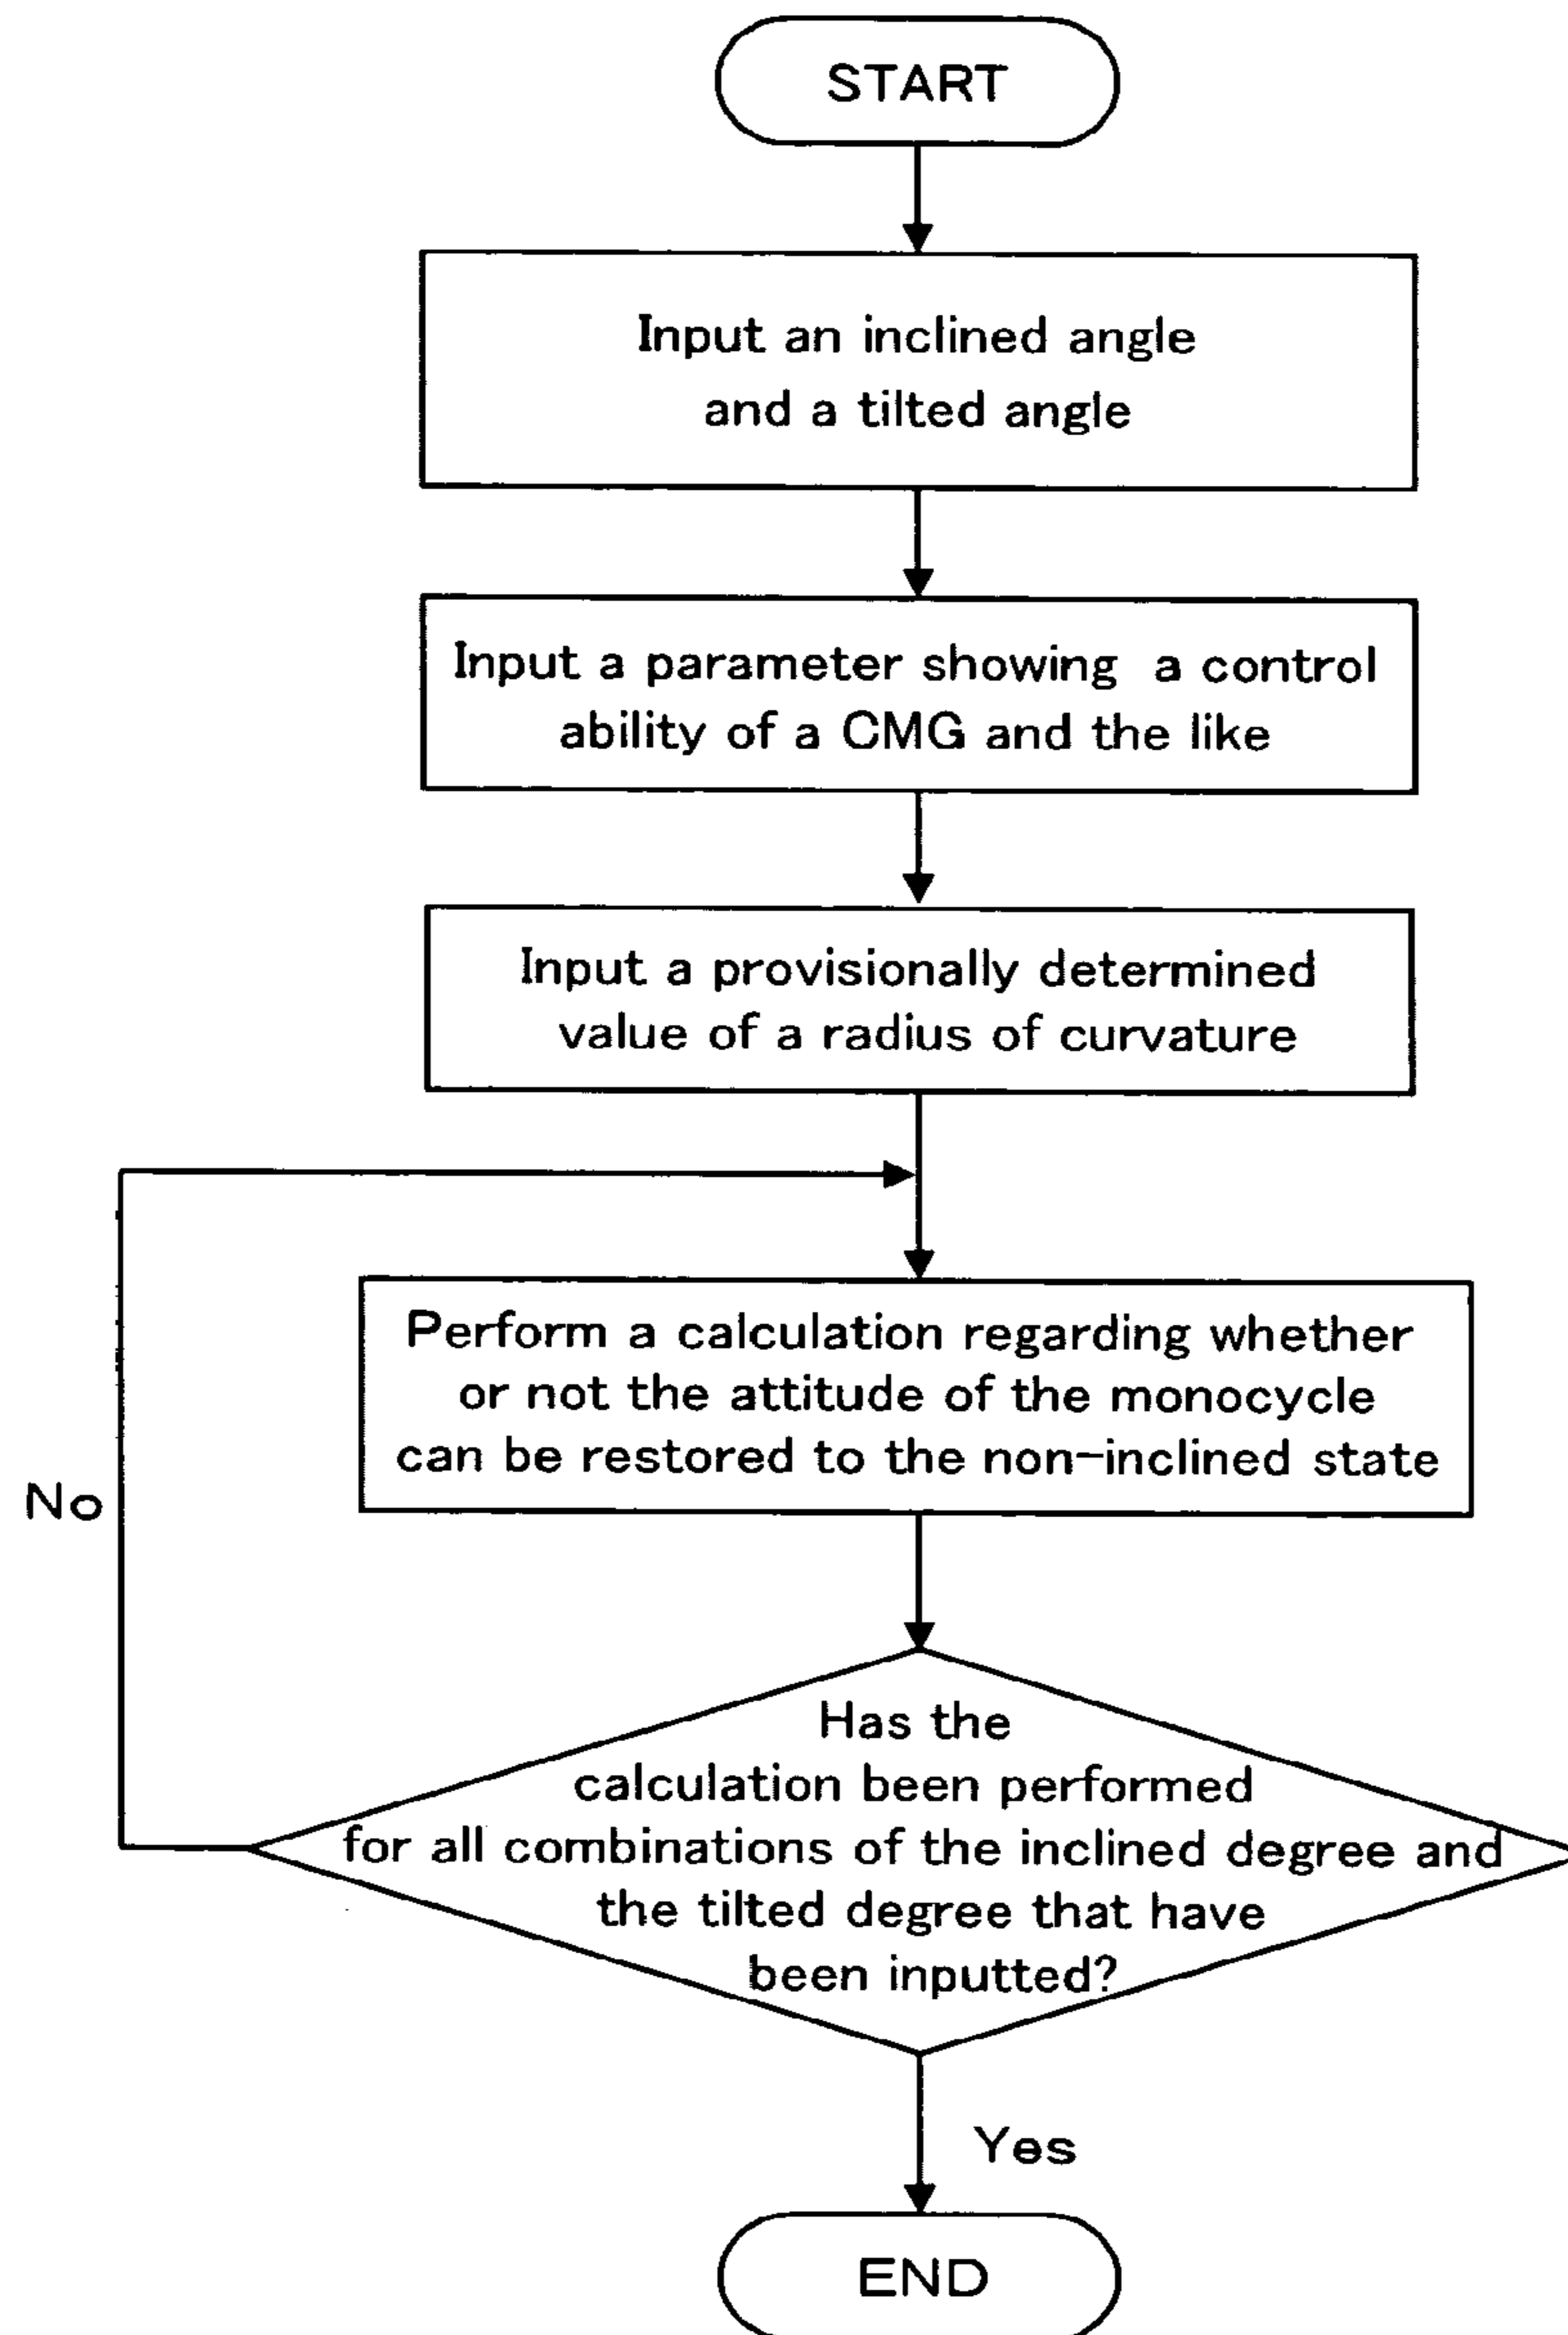 START
Input an inclined angle
and a tilted angle
Input a parameter showing a control
ability of a CMG and the like
Input a provisionally determined
value of a radius of curvature
Perform a calculation regarding whether
or not the attitude of the monocycle
can be restored to the non-inclined state
No
Has the
calculation been performed
for all combinations of the inclined degree and
the tilted degree that have
been inputted?
Yes
END